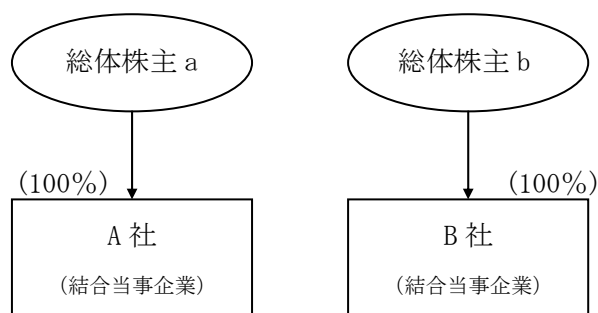 総体株主 a
総体株主 b
(100%)
(100%)
A 社
B 社
(結合当事企業)
(結合当事企業)